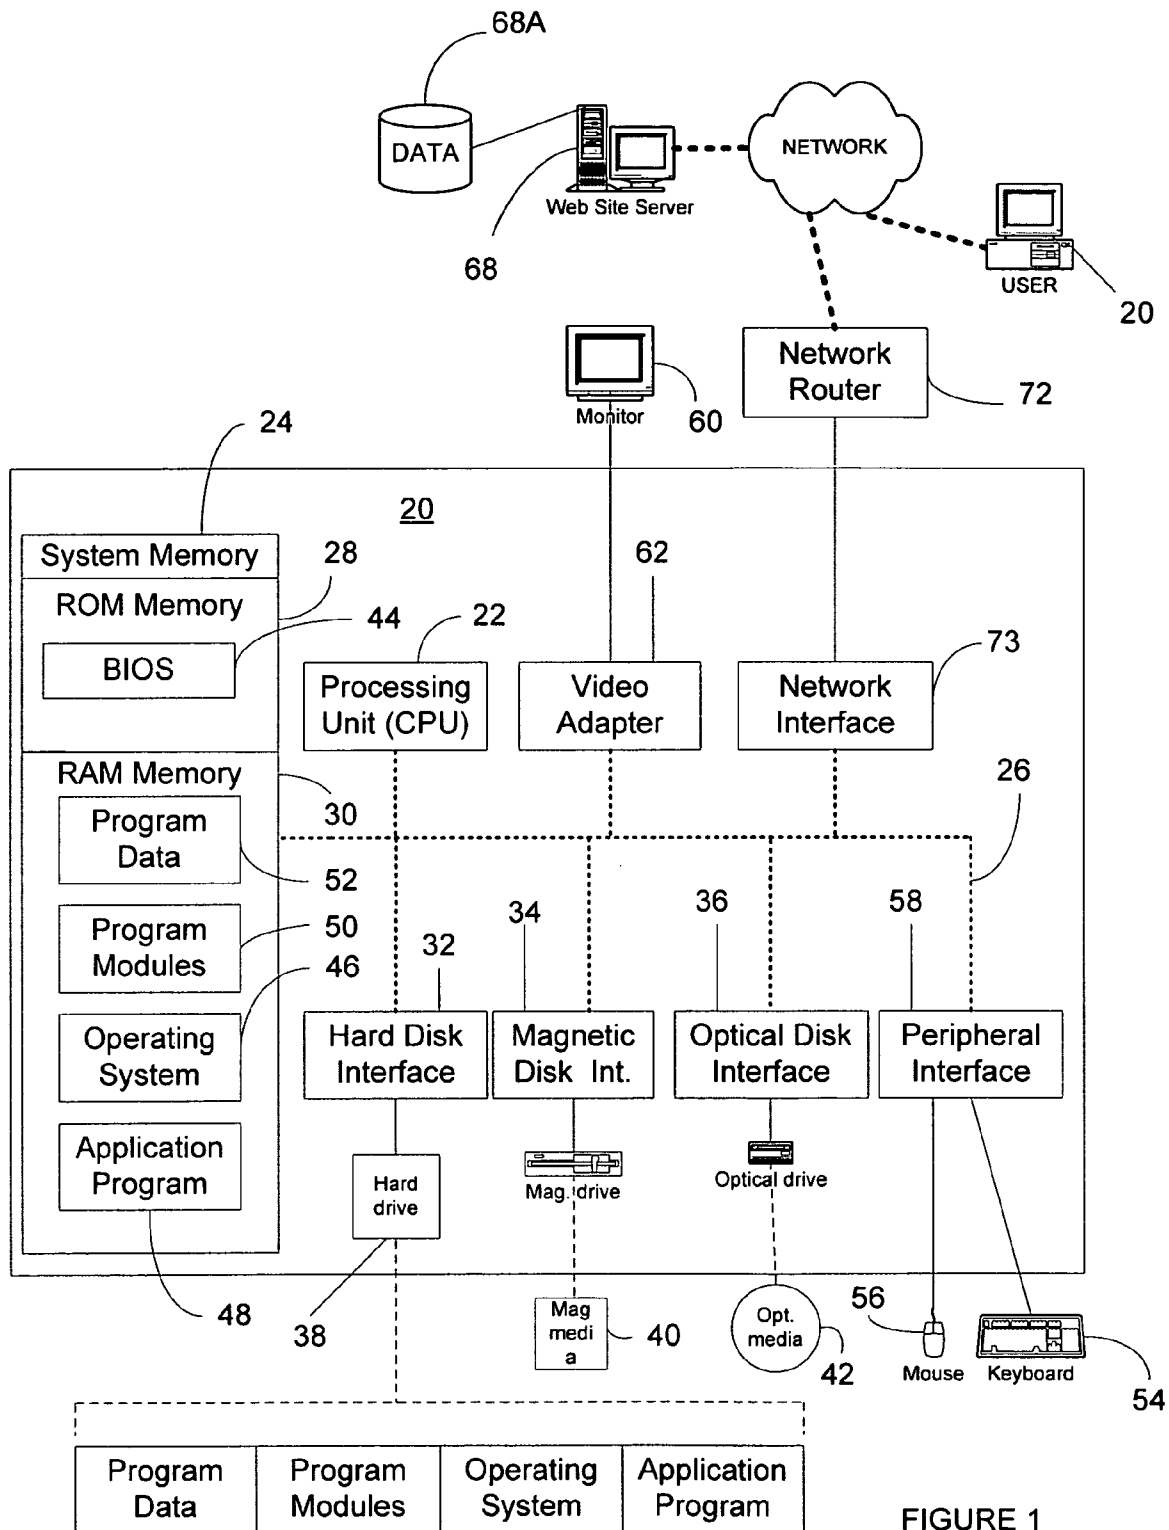 68A
DATA
NETWORK
Web Site Server
68
USER
20
Network
Router
72
Monitor
60
24
20
System Memory
28
62
ROM Memory
44
22
73
BIOS
Processing
Unit (CPU)
Video
Adapter
Network
Interface
RAM Memory
30
26
Program
Data
52
34
36
58
Program
Modules
50
32
46
Operating
System
Hard Disk
Interface
Magnetic
Disk Int.
Optical Disk
Interface
Peripheral
Interface
Application
Program
Hard
drive
Mag. drive
Optical drive
48
38
Mag
medi
a
40
Opt.
media
42
56
Mouse
Keyboard
54
Program
Data
Program
Modules
Operating
System
Application
Program
FIGURE 1